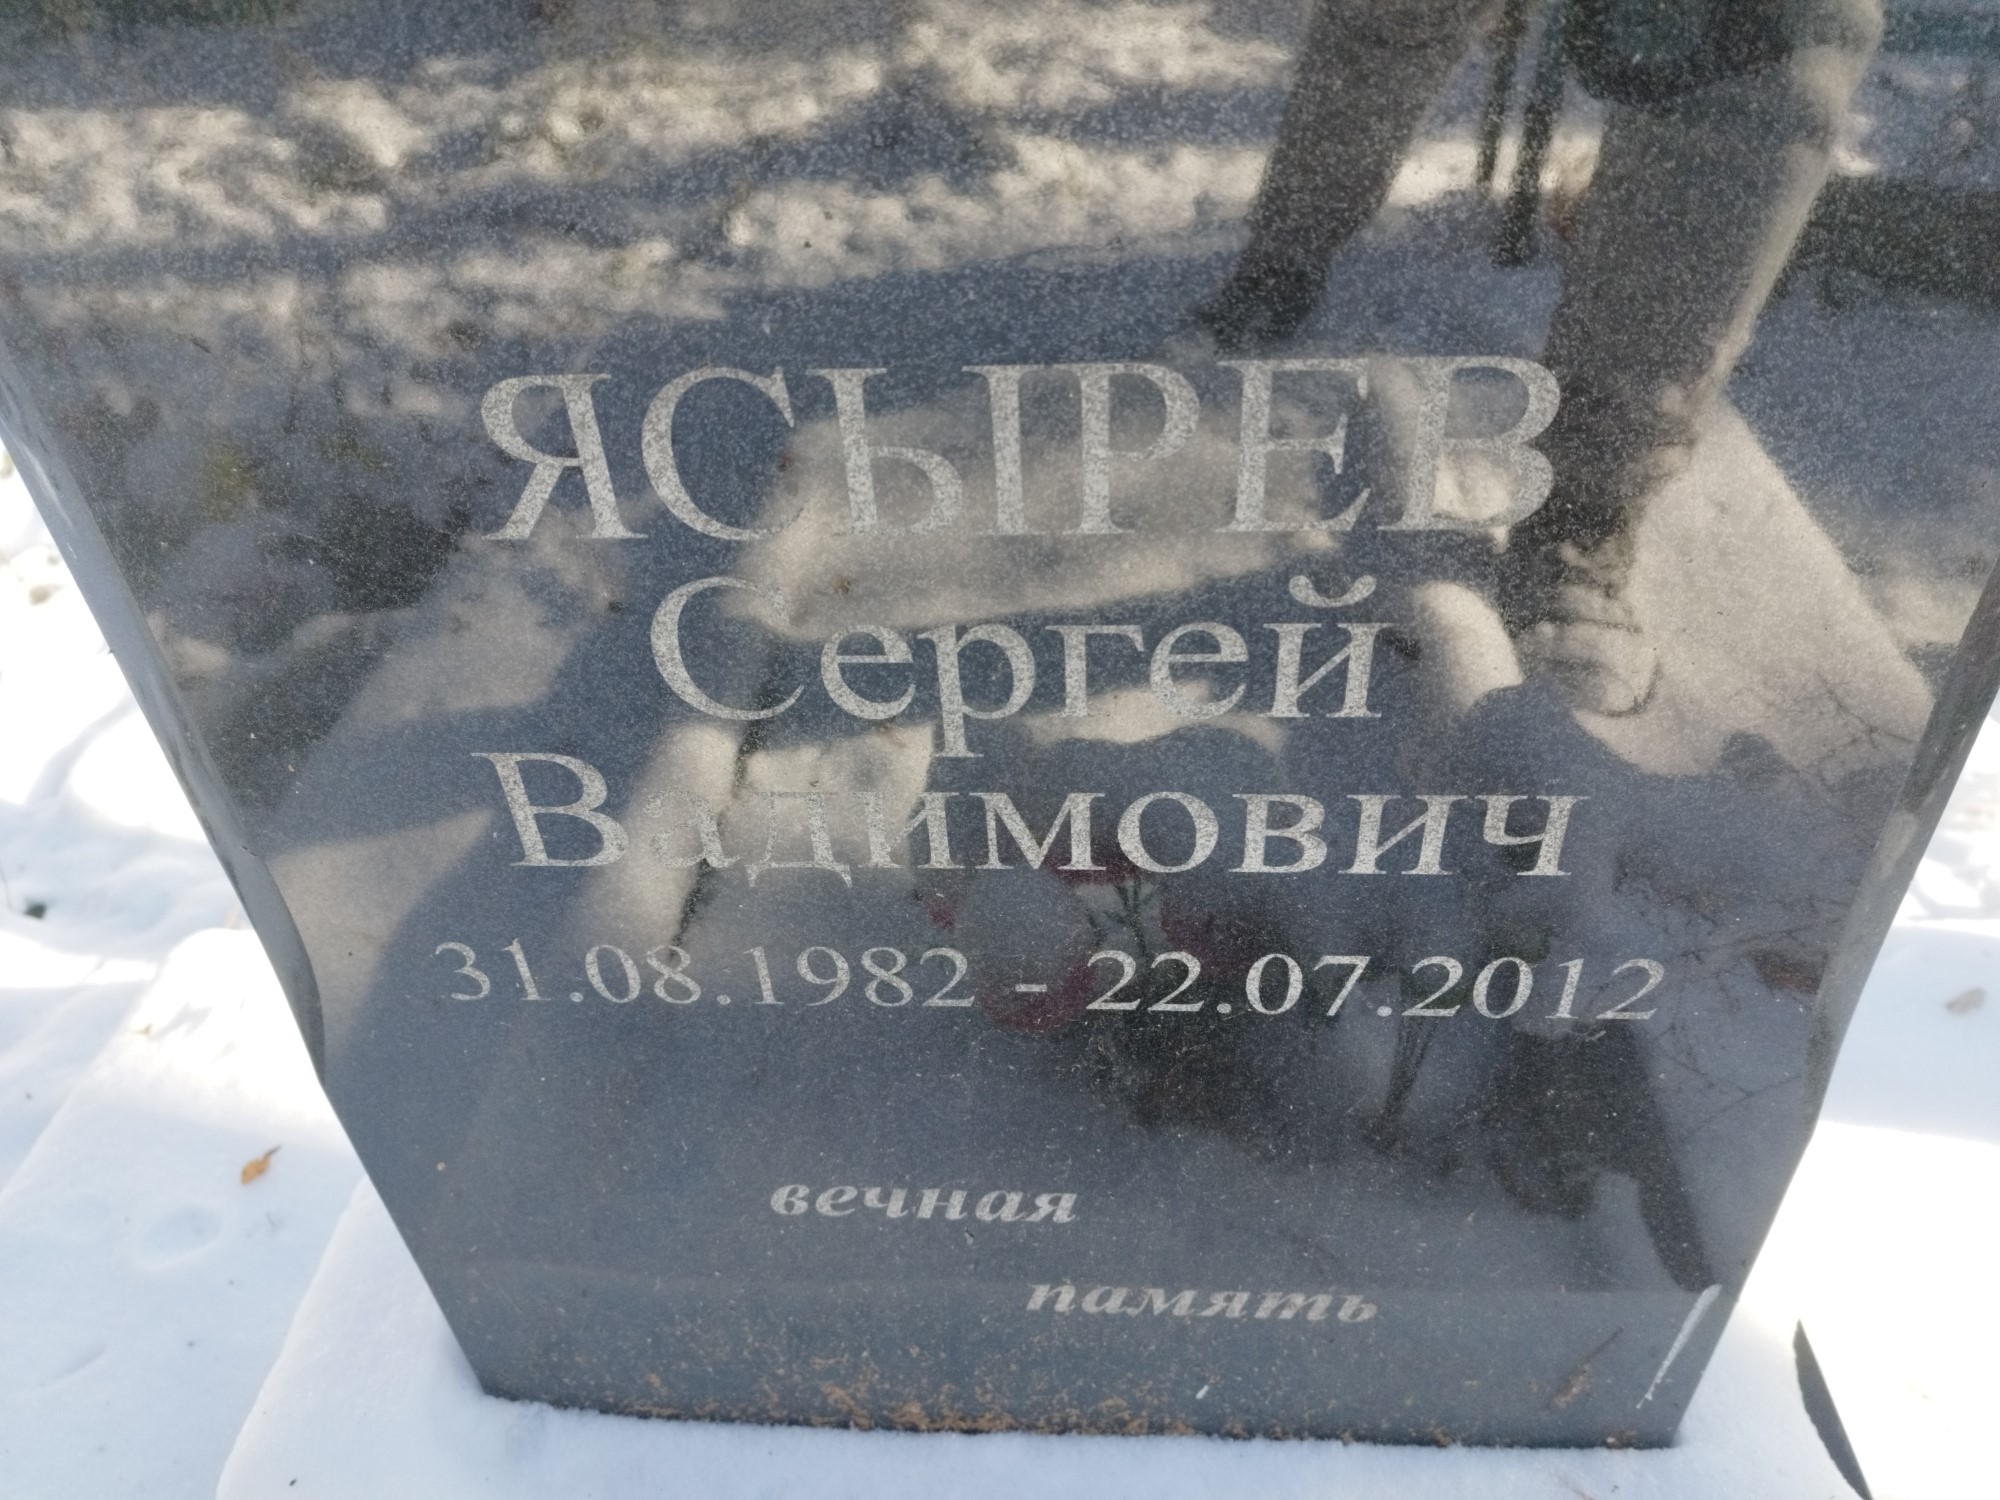 ЯСЫРЕВ
Сергей
Вадимович
31.08.1982 - 22.07.2012
вечная
память